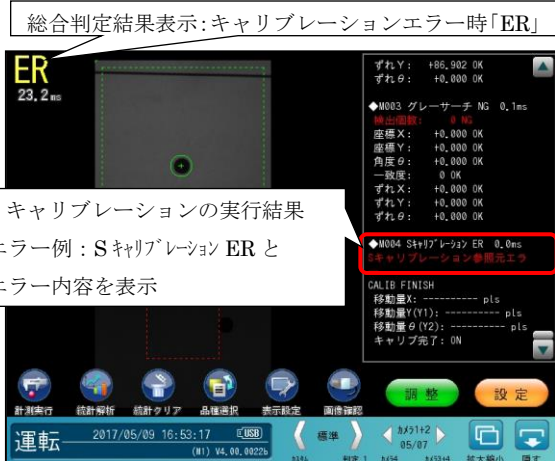 総合判定結果表示:キャリブレーションエラー時｢ER｣
ER
23.2ms
ずれY: +86.902 OK
ずれθ: +0.000 OK
◆M003 グレーサーチ NG 0.1ms
検出個数: 0 NG
座標X: +0.000 OK
座標Y: +0.000 OK
角度θ: +0.000 OK
一致度: 0 OK
ずれX: +0.000 OK
ずれY: +0.000 OK
ずれθ: +0.000 OK
キャリブレーションの実行結果
エラー例：Sキャリブレーション ER と
エラー内容を表示
◆M004 Sキャリブレーション ER 0.0ms
Sキャリブレーション参照元エラ
CALIB FINISH
移動量X: ---------- pls
移動量Y(Y1): ---------- pls
移動量θ(Y2): ---------- pls
キャリブ完了: ON
計測実行 統計解析 統計クリア 品種選択 表示設定 画像確認
調整 設定
運転 2017/05/09 16:53:17 USB
(M1) V4.00.0022b
標準
カメラ1+2
05/07
拡大縮小 隠す